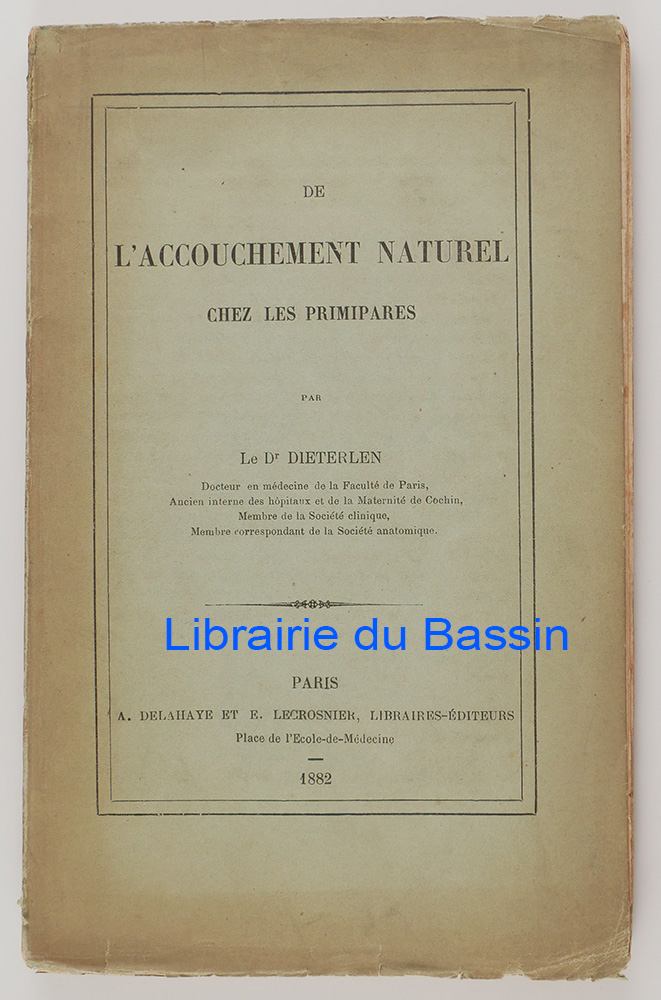 DE
L'ACCOUCHEMENT NATUREL
CHEZ LES PRIMIPARES
PAR
Le Dr DIETERLEN
Docteur en médecine de la Faculté de Paris,
Ancien interne des hôpitaux et de la Maternité de Cochin,
Membre de la Société clinique,
Membre correspondant de la Société anatomique.
Librairie du Bassin
PARIS
A. DELAHAYE ET E. LECROSNIER, LIBRAIRES-ÉDITEURS
Place de l'Ecole-de-Médecine
1882